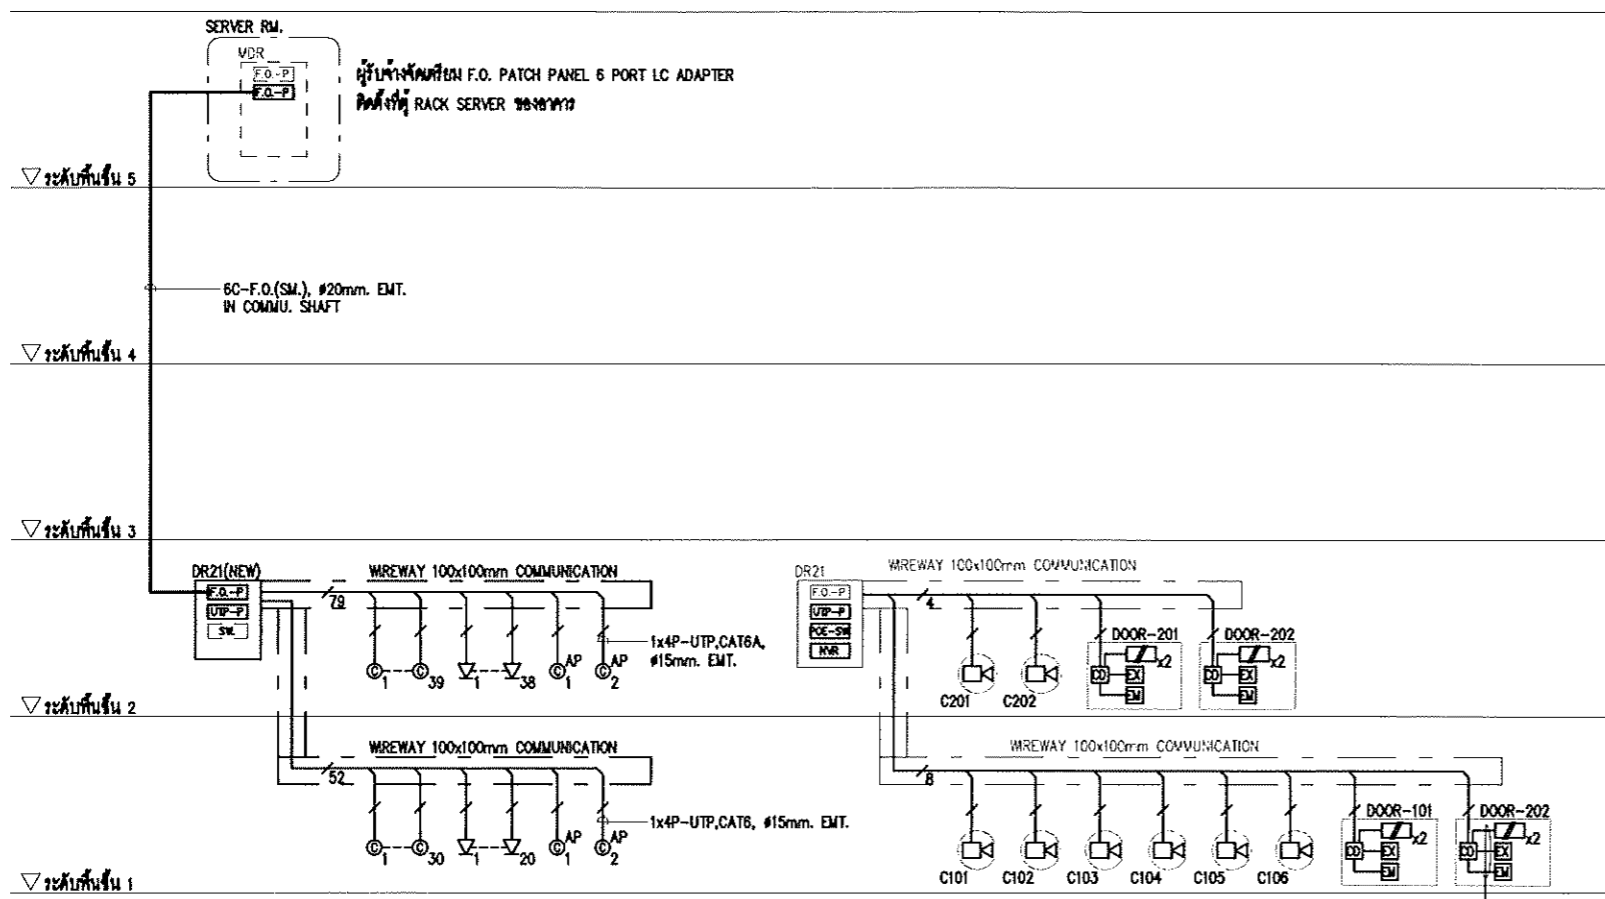 SERVER RM.
MDR
F.O.-P
F.O.-P
ผู้รับจ้างจัดเตรียม F.O. PATCH PANEL 6 PORT LC ADAPTER
ติดตั้งที่ตู้ RACK SERVER ของอาคาร
ระดับพื้นชั้น 5
6C-F.O.(SM.), ø20mm. EMT.
IN COMMU. SHAFT
ระดับพื้นชั้น 4
ระดับพื้นชั้น 3
DR21(NEW)
F.O.-P
UTP-P
SW.
WIREWAY 100x100mm COMMUNICATION
79
C 1
C 39
1
38
C AP 1
C AP 2
1x4P-UTP,CAT6A,
ø15mm. EMT.
DR21
F.O.-P
UTP-P
POE-SW
NVR
WIREWAY 100x100mm COMMUNICATION
4
C201
C202
DOOR-201
x2
CD
EX
EM
DOOR-202
x2
CD
EX
EM
ระดับพื้นชั้น 2
WIREWAY 100x100mm COMMUNICATION
52
C 1
C 30
1
20
C AP 1
C AP 2
1x4P-UTP,CAT6, ø15mm. EMT.
WIREWAY 100x100mm COMMUNICATION
8
C101
C102
C103
C104
C105
C106
DOOR-101
x2
CD
EX
EM
DOOR-202
x2
CD
EX
EM
ระดับพื้นชั้น 1